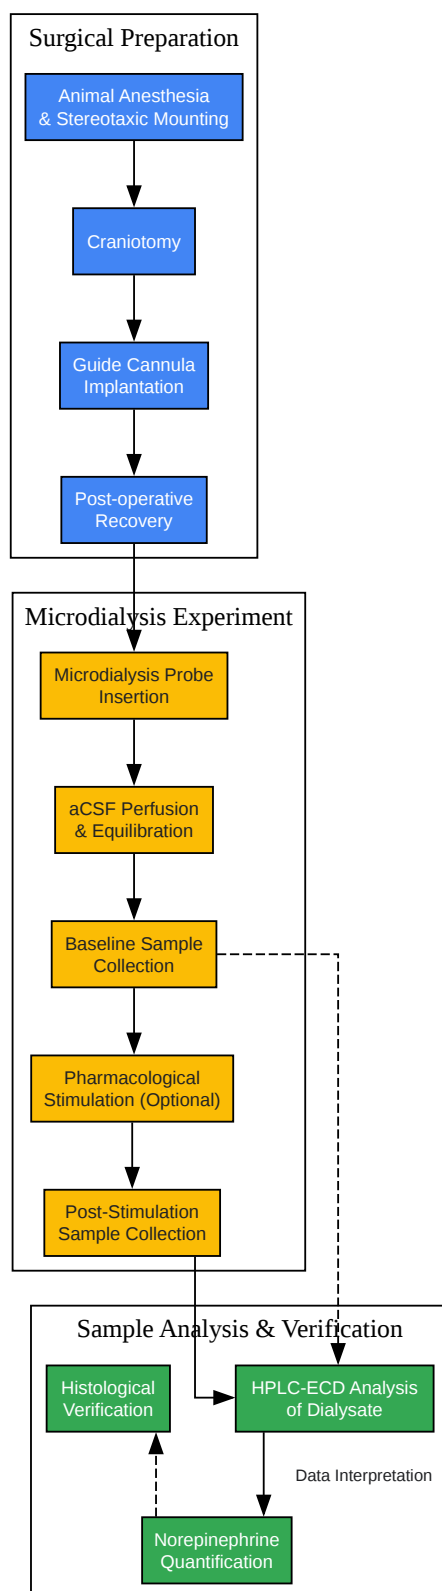 Surgical Preparation
Animal Anesthesia
& Stereotaxic Mounting
Craniotomy
Guide Cannula
Implantation
Post-operative
Recovery
Microdialysis Experiment
Microdialysis Probe
Insertion
aCSF Perfusion
& Equilibration
Baseline Sample
Collection
Pharmacological
Stimulation (Optional)
Post-Stimulation
Sample Collection
Sample Analysis & Verification
Histological
Verification
HPLC-ECD Analysis
of Dialysate
Data Interpretation
Norepinephrine
Quantification